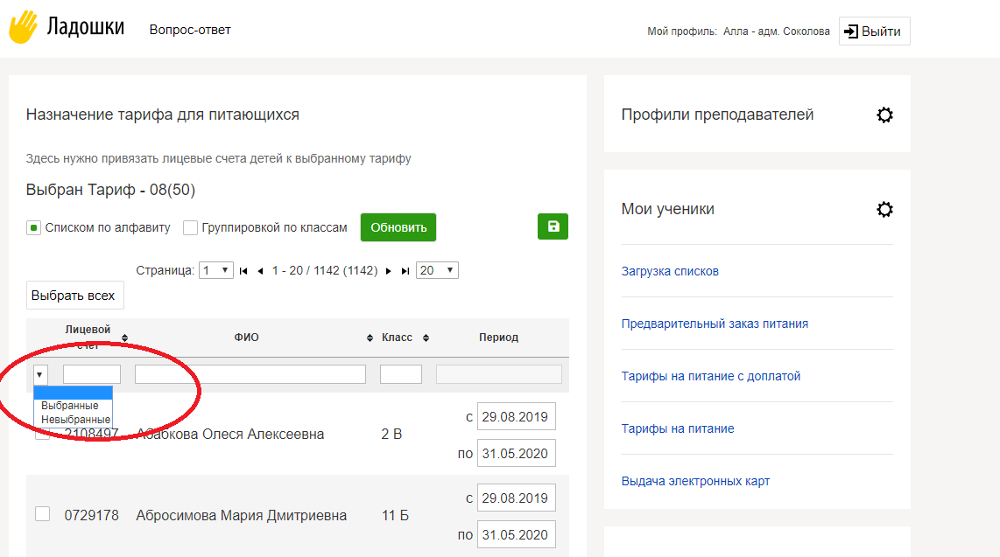 Ладошки
Вопрос-ответ
Мой профиль: Алла - адм. Соколова
Выйти
Назначение тарифа для питающихся
Здесь нужно привязать лицевые счета детей к выбранному тарифу
Выбран Тариф - 08(50)
Списком по алфавиту
Группировкой по классам
Обновить
Страница: 1 1 - 20 / 1142 (1142) 20
Выбрать всех
Лицевой
счет
ФИО
Класс
Период
Выбранные
Невыбранные
2108497 Абабкова Олеся Алексеевна 2 В
с 29.08.2019
по 31.05.2020
0729178 Абросимова Мария Дмитриевна 11 Б
с 29.08.2019
по 31.05.2020
Профили преподавателей
Мои ученики
Загрузка списков
Предварительный заказ питания
Тарифы на питание с доплатой
Тарифы на питание
Выдача электронных карт